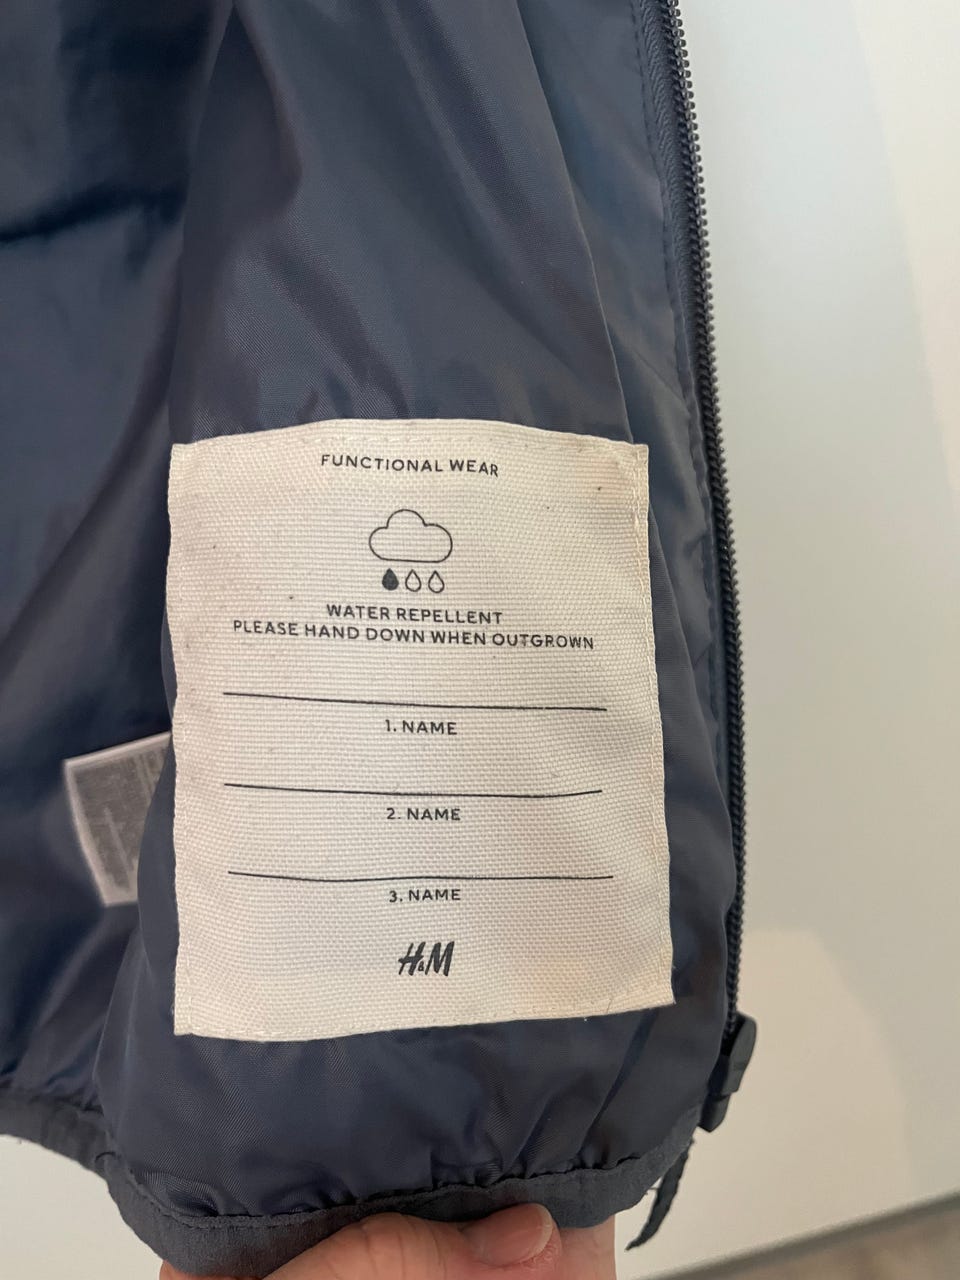 FUNCTIONAL WEAR
WATER REPELLENT
PLEASE HAND DOWN WHEN OUTGROWN
1. NAME
2. NAME
3. NAME
H&M